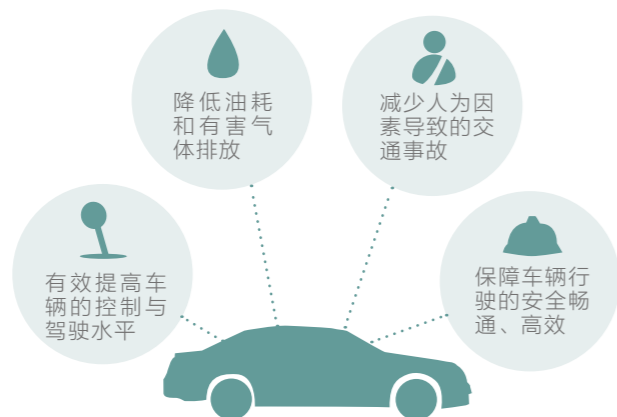 降低油耗
和有害气
体排放
减少人为因
素导致的交
通事故
有效提高车
辆的控制与
驾驶水平
保障车辆行
驶的安全畅
通、高效